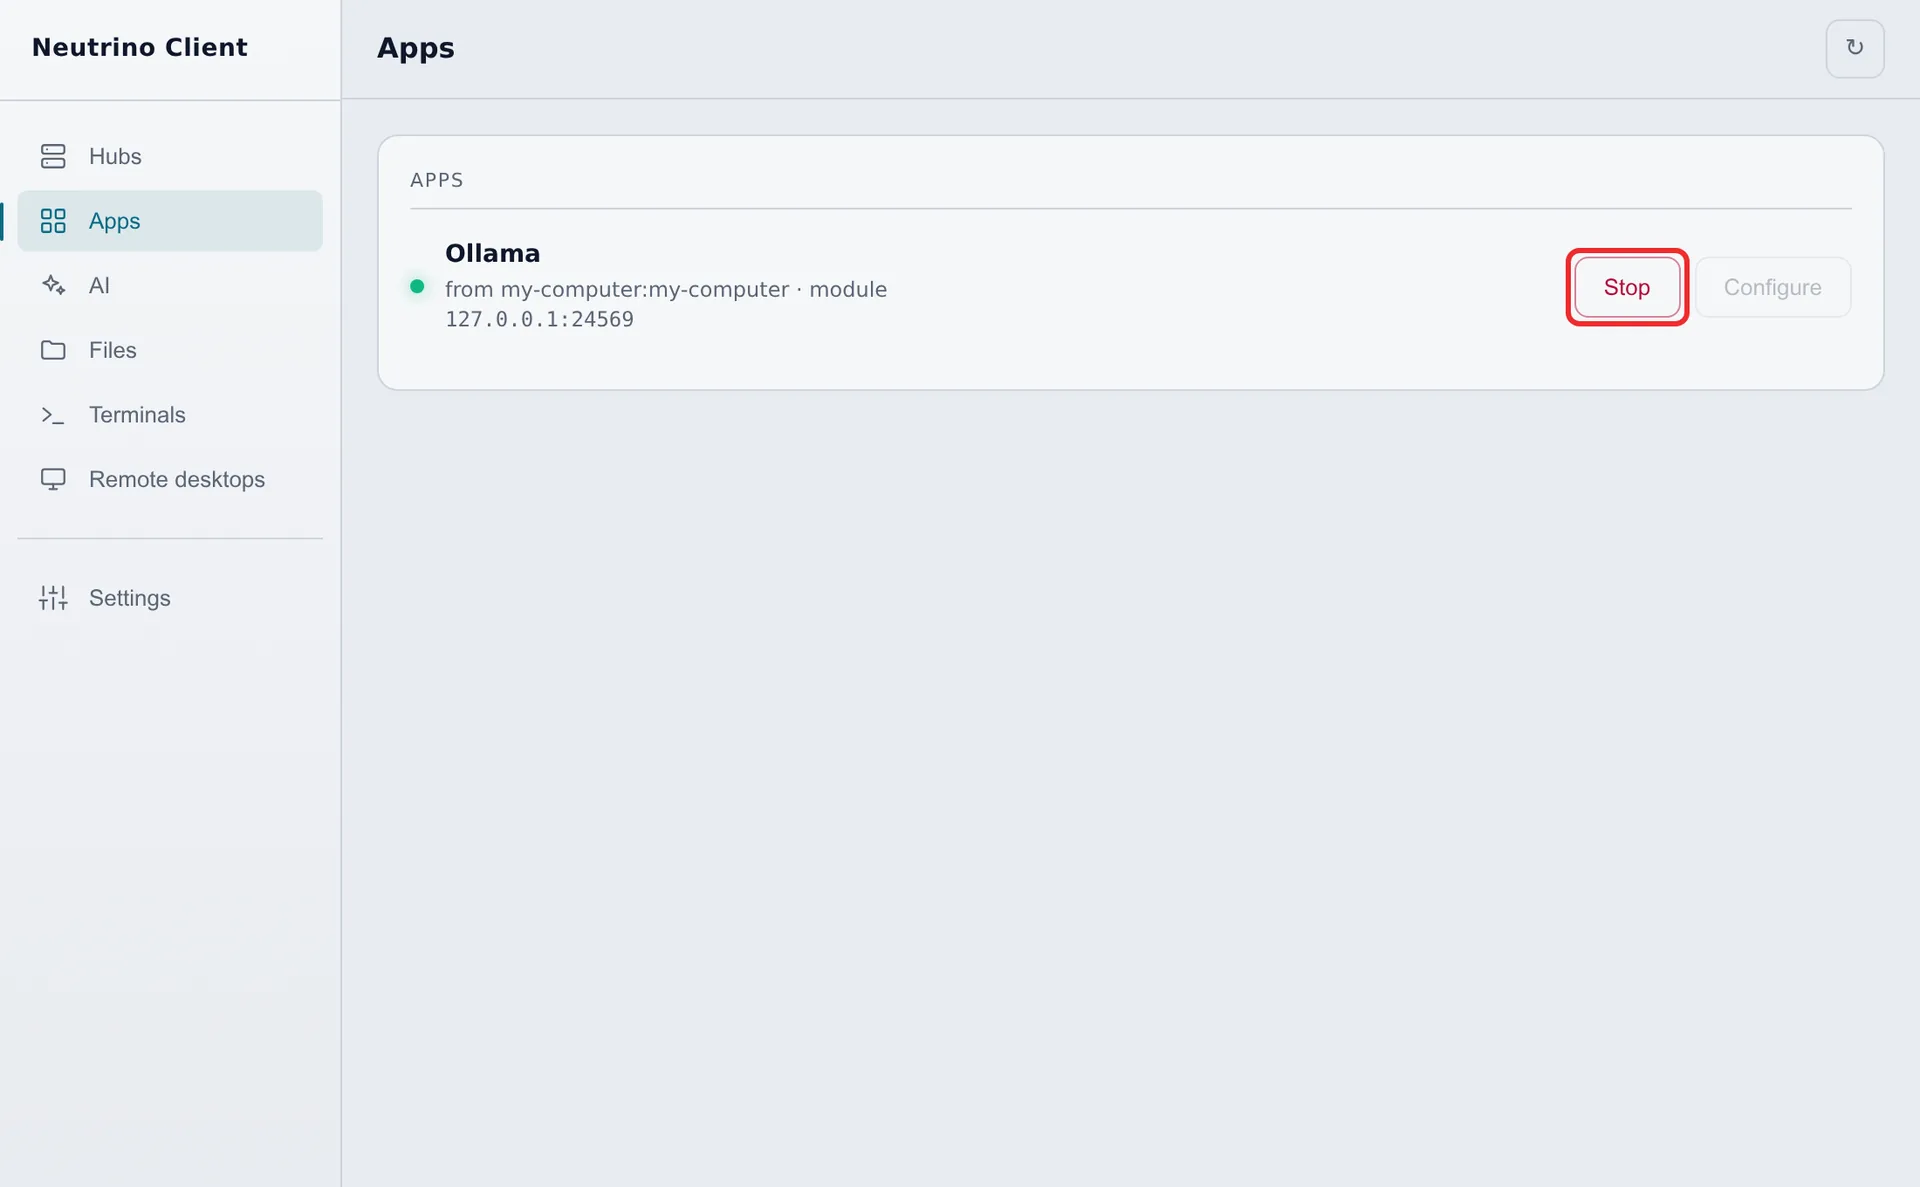 Neutrino Client
Hubs
Apps
AI
Files
Terminals
Remote desktops
Settings
Apps
↻
APPS
Ollama
from my-computer:my-computer · module
127.0.0.1:24569
Stop
Configure